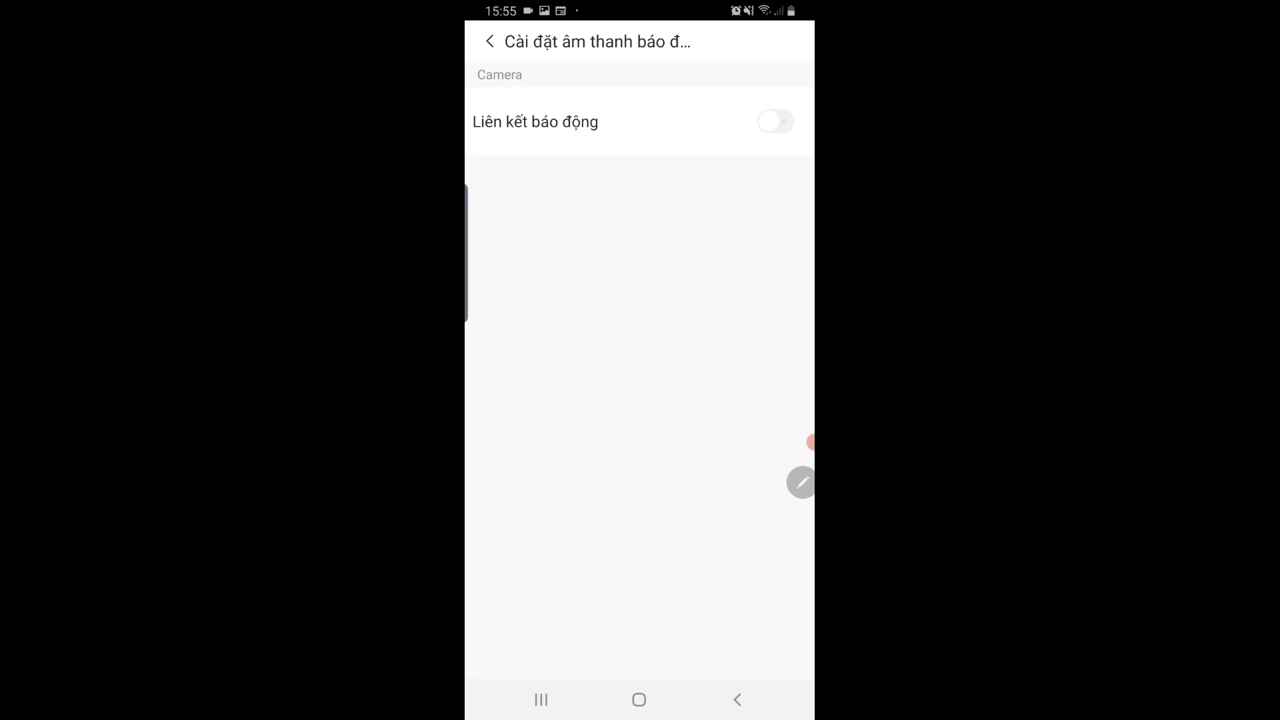 15:55
Cài đặt âm thanh báo đ...
Camera
Liên kết báo động